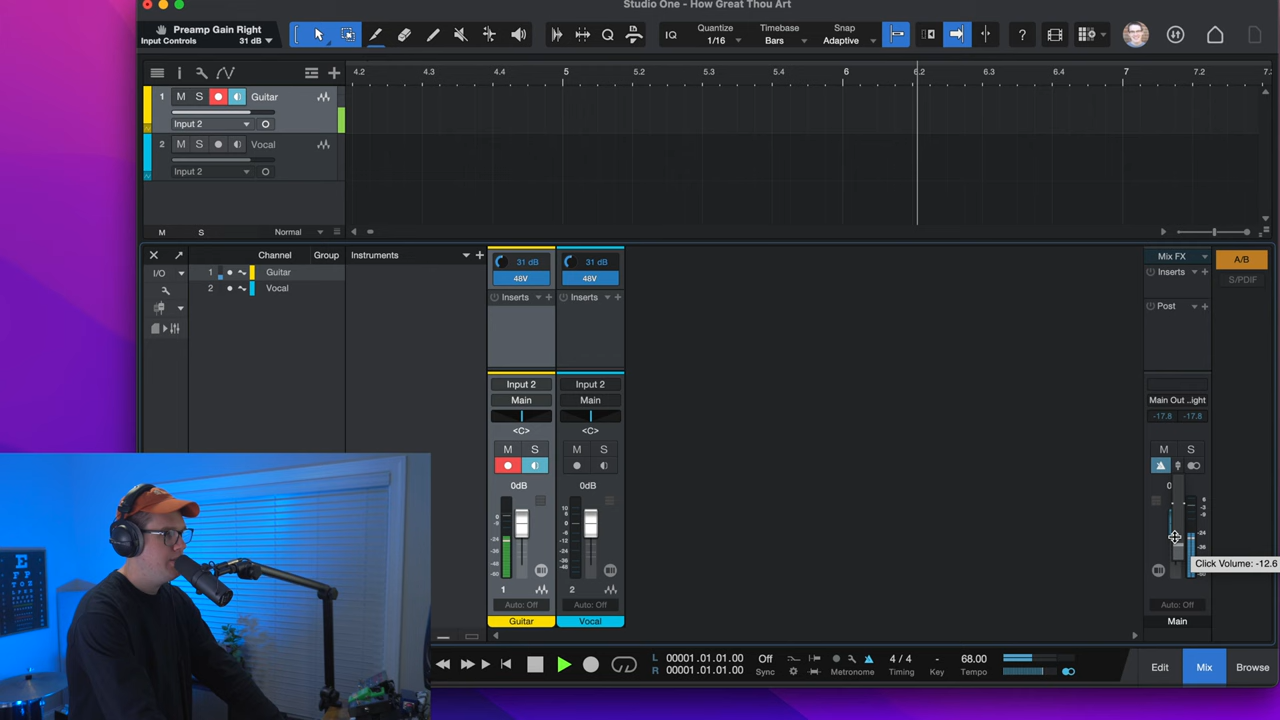 Studio One - How Great Thou Art
Preamp Gain Right
Input Controls 31 dB
IQ
Quantize
1/16
Timebase
Bars
Snap
Adaptive
?
4.2 4.3 4.4 5 5.2 5.3 5.4 6 6.2 6.3 6.4 7 7.2
1 M S Guitar
Input 2
2 M S Vocal
Input 2
M S Normal
Channel Group Instruments
I/O
1 Guitar
2 Vocal
31 dB 31 dB
48V 48V
Inserts Inserts
Input 2 Input 2
Main Main
<C> <C>
M S M S
0dB 0dB
1 2
Auto: Off Auto: Off
Guitar Vocal
Mix FX A/B
Inserts S/PDIF
Post
Main Out ..ight
-17.8 -17.8
M S
Click Volume: -12.6
Auto: Off
Main
L 00001.01.01.00
R 00001.01.01.00
Off
Sync
Metronome
4 / 4
Timing
-
Key
68.00
Tempo
Edit Mix Browse